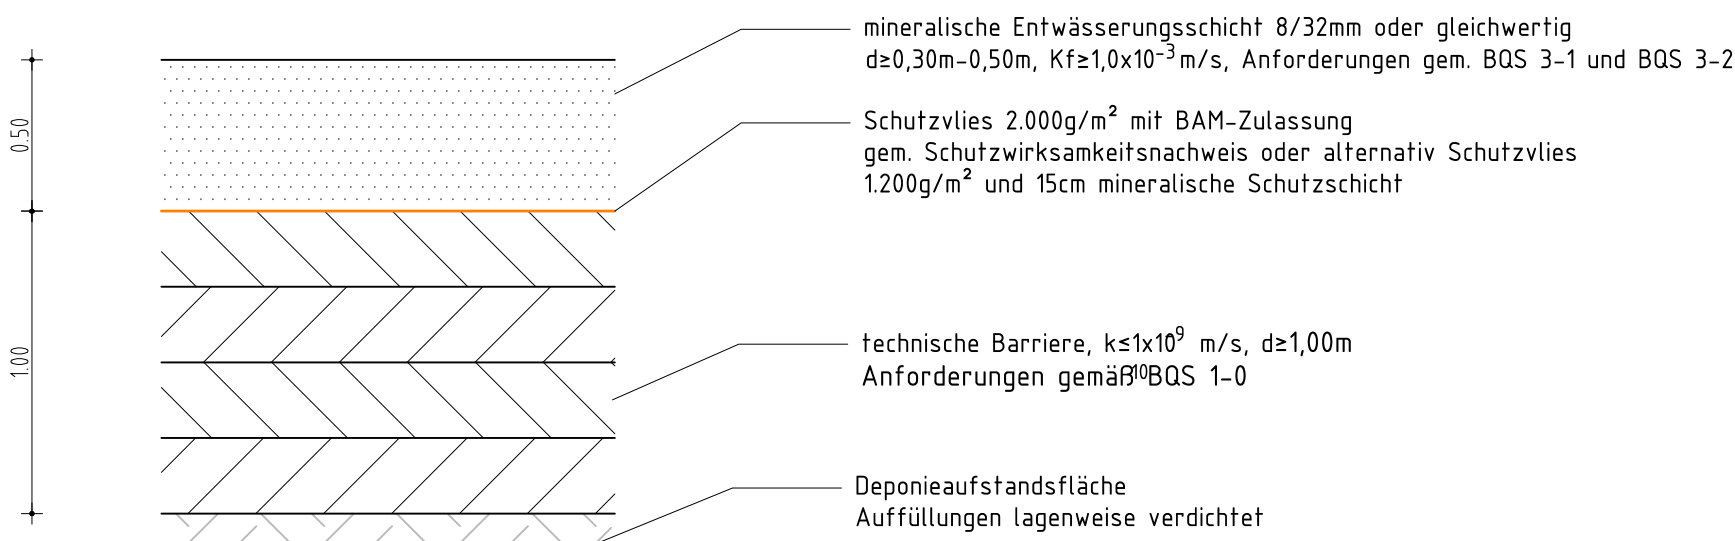 mineralische Entwässerungsschicht 8/32mm oder gleichwertig
d≥0,30m-0,50m, Kf≥1,0x10⁻³m/s, Anforderungen gem. BQS 3-1 und BQS 3-2
0.50
Schutzvlies 2.000g/m² mit BAM-Zulassung
gem. Schutzwirksamkeitsnachweis oder alternativ Schutzvlies
1.200g/m² und 15cm mineralische Schutzschicht
1.00
technische Barriere, k≤1x10⁹ m/s, d≥1,00m
Anforderungen gemäß¹⁰BQS 1-0
Deponieaufstandsfläche
Auffüllungen lagenweise verdichtet